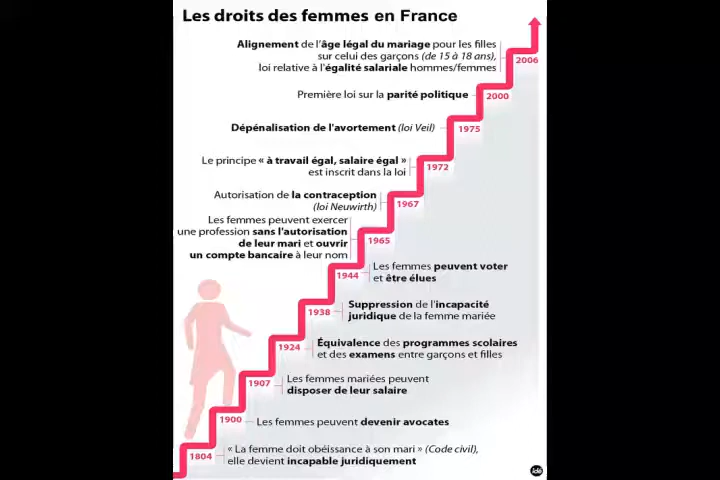 Les droits des femmes en France
Alignement de l'âge légal du mariage pour les filles
sur celui des garçons (de 15 à 18 ans),
loi relative à l'égalité salariale hommes/femmes
2006
Première loi sur la parité politique
2000
Dépénalisation de l'avortement (loi Veil)
1975
Le principe « à travail égal, salaire égal »
est inscrit dans la loi
1972
Autorisation de la contraception
(loi Neuwirth)
1967
Les femmes peuvent exercer
une profession sans l'autorisation
de leur mari et ouvrir
un compte bancaire à leur nom
1965
1944
Les femmes peuvent voter
et être élues
1938
Suppression de l'incapacité
juridique de la femme mariée
1924
Équivalence des programmes scolaires
et des examens entre garçons et filles
1907
Les femmes mariées peuvent
disposer de leur salaire
1900
Les femmes peuvent devenir avocates
1804
« La femme doit obéissance à son mari » (Code civil),
elle devient incapable juridiquement
idé